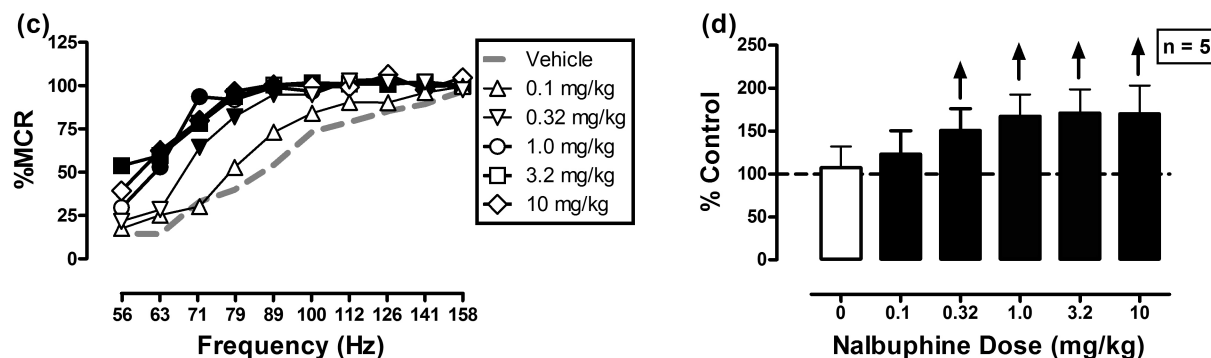 (c)
125
100
75
50
25
0
%MCR
56 63 71 79 89 100 112 126 141 158
Frequency (Hz)
Vehicle
0.1 mg/kg
0.32 mg/kg
1.0 mg/kg
3.2 mg/kg
10 mg/kg
(d)
n = 5
250
200
150
100
50
0
% Control
0 0.1 0.32 1.0 3.2 10
Nalbuphine Dose (mg/kg)